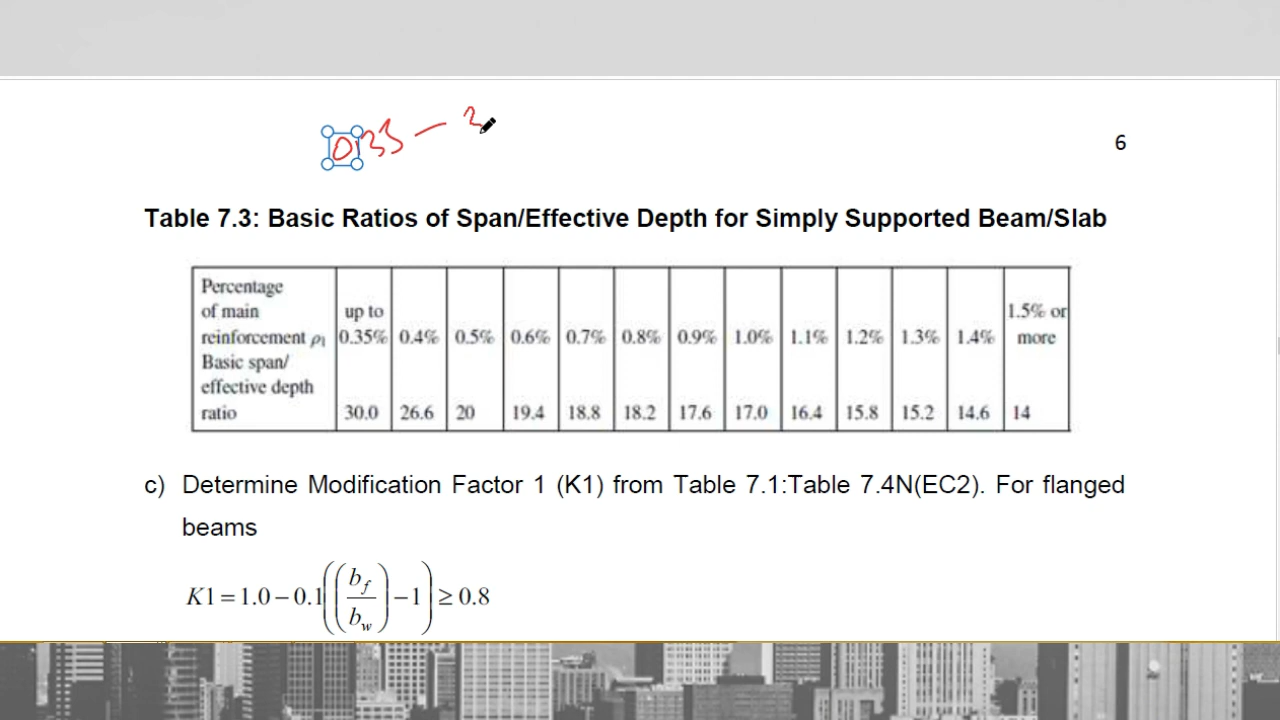 0.35 - 3
6
Table 7.3: Basic Ratios of Span/Effective Depth for Simply Supported Beam/Slab
Percentage
of main up to 1.5% or
reinforcement ρ1 0.35% 0.4% 0.5% 0.6% 0.7% 0.8% 0.9% 1.0% 1.1% 1.2% 1.3% 1.4% more
Basic span/
effective depth
ratio 30.0 26.6 20 19.4 18.8 18.2 17.6 17.0 16.4 15.8 15.2 14.6 14
c) Determine Modification Factor 1 (K1) from Table 7.1:Table 7.4N(EC2). For flanged
beams
K1 = 1.0 – 0.1((bf/bw) – 1) ≥ 0.8